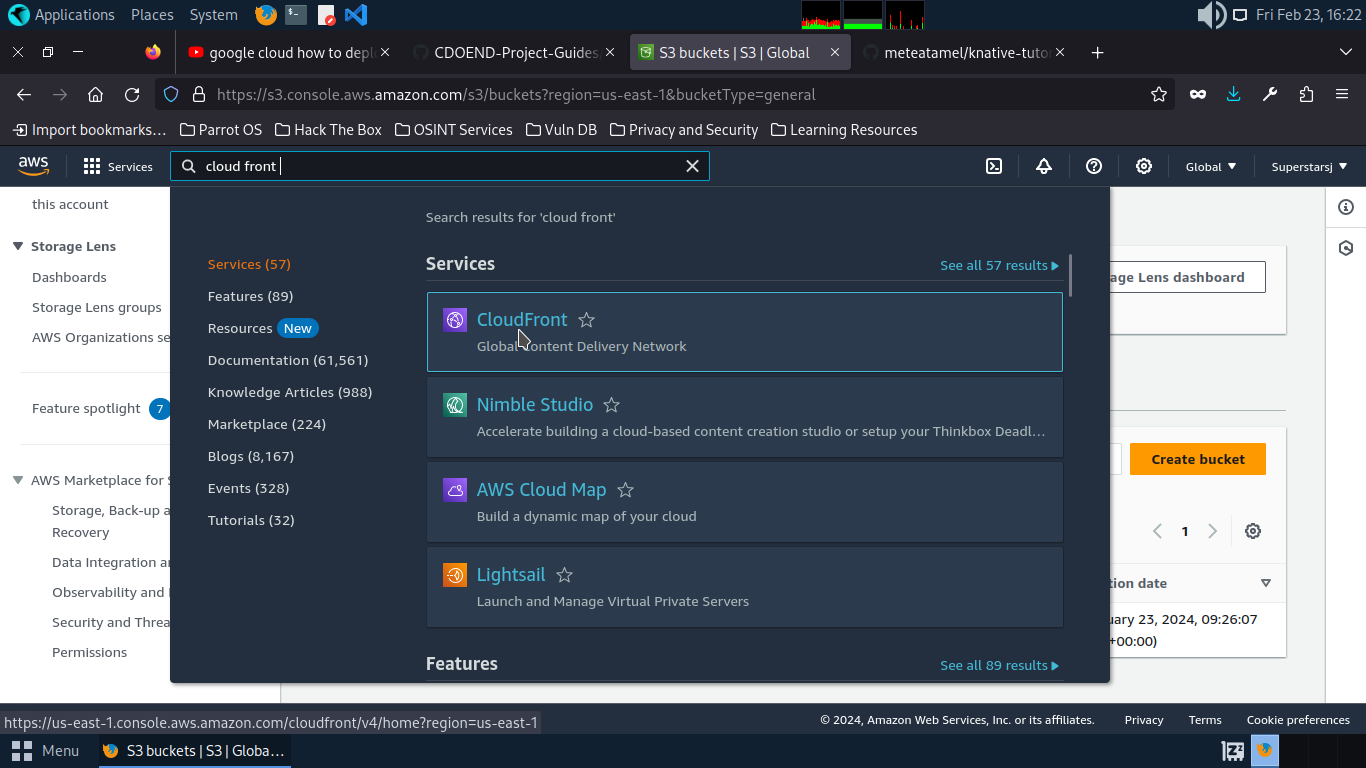 Applications Places System Fri Feb 23, 16:22
google cloud how to depl CDOEND-Project-Guides S3 buckets | S3 | Global meteatamel/knative-tuto
https://s3.console.aws.amazon.com/s3/buckets?region=us-east-1&bucketType=general
Import bookmarks… Parrot OS Hack The Box OSINT Services Vuln DB Privacy and Security Learning Resources
aws Services cloud front Global Superstarsj
this account
Storage Lens
Dashboards
Storage Lens groups
AWS Organizations se
Feature spotlight 7
AWS Marketplace for S
Storage, Back-up a
Recovery
Data Integration an
Observability and
Security and Threa
Permissions
Search results for 'cloud front'
Services (57)
Features (89)
Resources New
Documentation (61,561)
Knowledge Articles (988)
Marketplace (224)
Blogs (8,167)
Events (328)
Tutorials (32)
Services See all 57 results
CloudFront
Global Content Delivery Network
Nimble Studio
Accelerate building a cloud-based content creation studio or setup your Thinkbox Deadl…
AWS Cloud Map
Build a dynamic map of your cloud
Lightsail
Launch and Manage Virtual Private Servers
Features See all 89 results
age Lens dashboard
Create bucket
1
tion date
uary 23, 2024, 09:26:07
+00:00)
https://us-east-1.console.aws.amazon.com/cloudfront/v4/home?region=us-east-1
© 2024, Amazon Web Services, Inc. or its affiliates. Privacy Terms Cookie preferences
Menu S3 buckets | S3 | Globa…